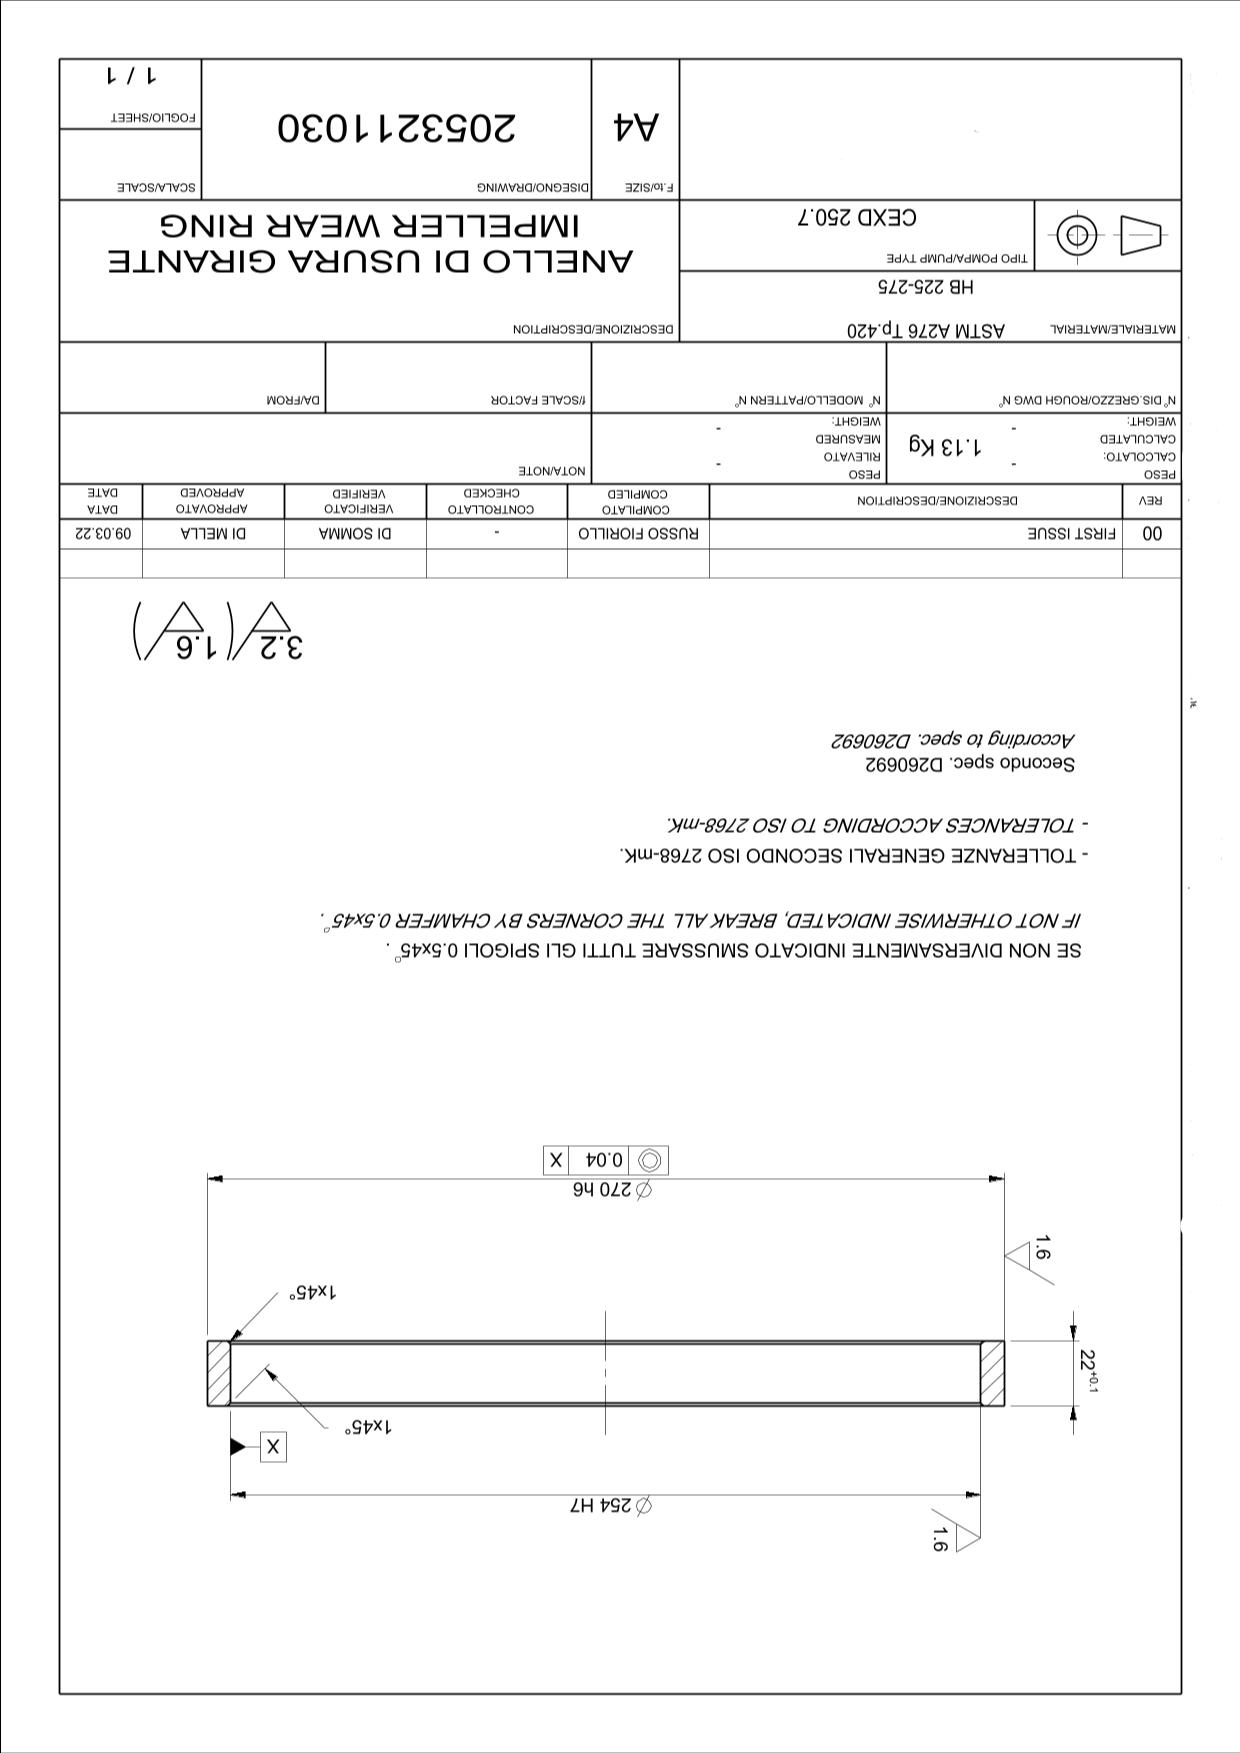 1.6
Ø 254 H7
X
1x45°
22 +0.1
1x45°
1.6
Ø 270 h6
0.04 X
SE NON DIVERSAMENTE INDICATO SMUSSARE TUTTI GLI SPIGOLI 0.5x45°.
IF NOT OTHERWISE INDICATED, BREAK ALL THE CORNERS BY CHAMFER 0.5x45°.
- TOLLERANZE GENERALI SECONDO ISO 2768-mK.
- TOLERANCES ACCORDING TO ISO 2768-mK.
Secondo spec. D260692
According to spec. D260692
3.2 ( 1.6 )
00 FIRST ISSUE RUSSO FIORILLO - DI SOMMA DI MELLA 09.03.22
REV DESCRIZIONE/DESCRIPTION COMPILATO CONTROLLATO VERIFICATO APPROVATO DATA
COMPILED CHECKED VERIFIED APPROVED DATE
PESO
CALCOLATO: -
CALCULATED
WEIGHT: -
1.13 Kg
PESO
RILEVATO -
MEASURED
WEIGHT: -
NOTA/NOTE
N° DIS.GREZZO/ROUGH DWG N°
N° MODELLO/PATTERN N°
f/SCALE FACTOR
DA/FROM
MATERIALE/MATERIAL ASTM A276 Tp.420
HB 225-275
DESCRIZIONE/DESCRIPTION
ANELLO DI USURA GIRANTE
IMPELLER WEAR RING
TIPO POMPA/PUMP TYPE
CEXD 250.7
F.to/SIZE
A4
DISEGNO/DRAWING
2053211030
SCALA/SCALE
FOGLIO/SHEET
1 / 1